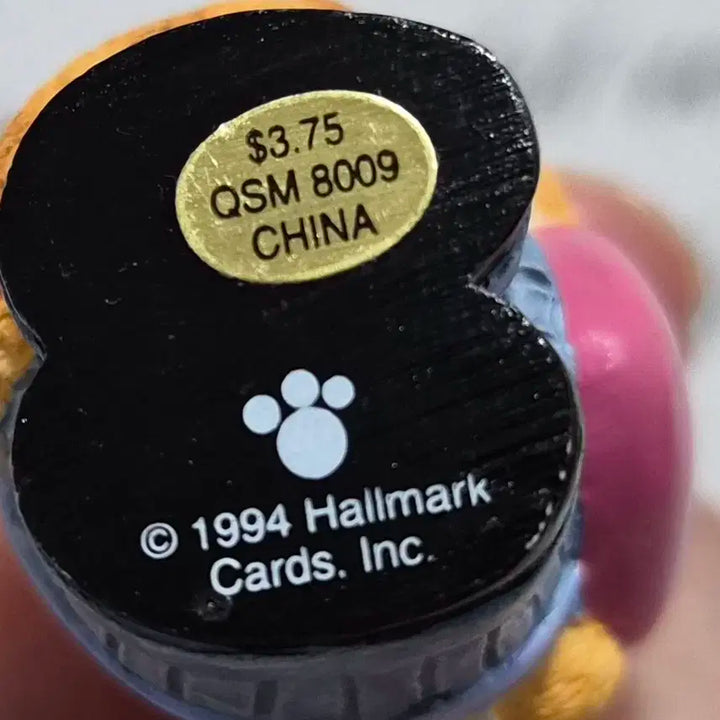 $3.75
QSM 8009
CHINA
© 1994 Hallmark
Cards. Inc.